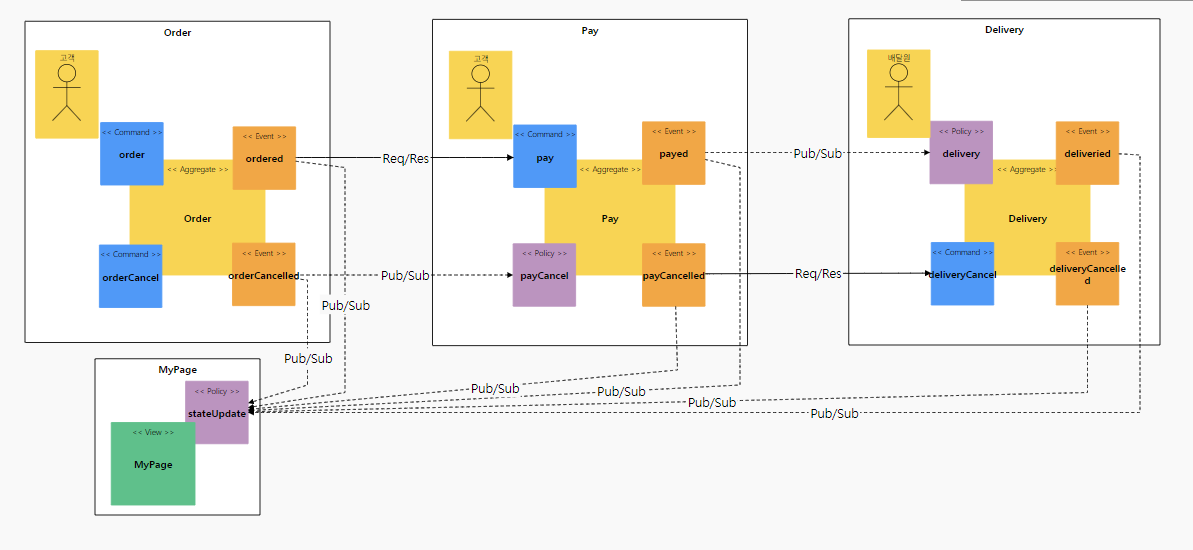 Order
고객
<< Command >>
order
<< Event >>
ordered
<< Aggregate >>
Order
<< Command >>
orderCancel
<< Event >>
orderCancelled
Req/Res
Pub/Sub
Pub/Sub
Pub/Sub
Pay
고객
<< Command >>
pay
<< Event >>
payed
<< Aggregate >>
Pay
<< Policy >>
payCancel
<< Event >>
payCancelled
Pub/Sub
Req/Res
Delivery
배달원
<< Policy >>
delivery
<< Event >>
deliveried
<< Aggregate >>
Delivery
<< Command >>
deliveryCancel
<< Event >>
deliveryCancelle
d
MyPage
<< Policy >>
stateUpdate
<< View >>
MyPage
Pub/Sub
Pub/Sub
Pub/Sub
Pub/Sub